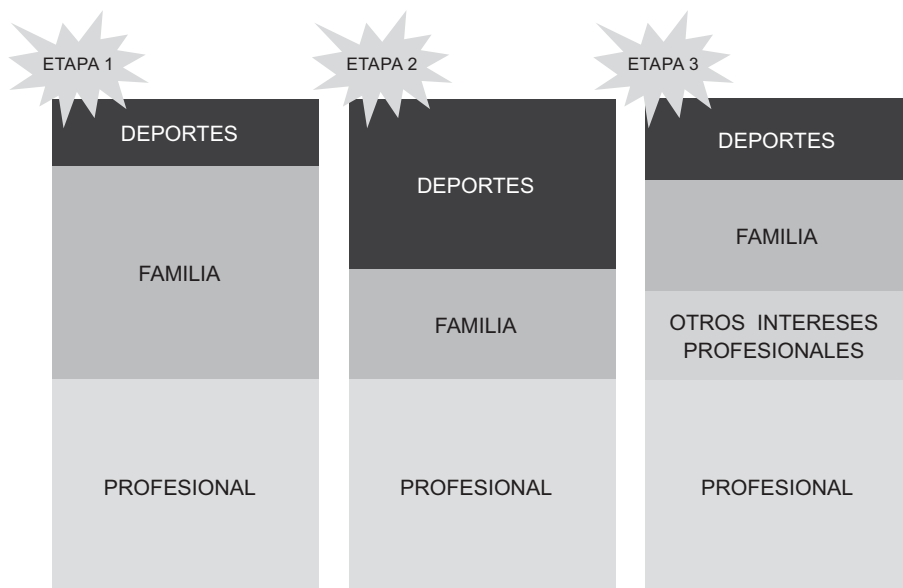 ETAPA 1
DEPORTES
FAMILIA
PROFESIONAL
ETAPA 2
DEPORTES
FAMILIA
PROFESIONAL
ETAPA 3
DEPORTES
FAMILIA
OTROS INTERESES
PROFESIONALES
PROFESIONAL